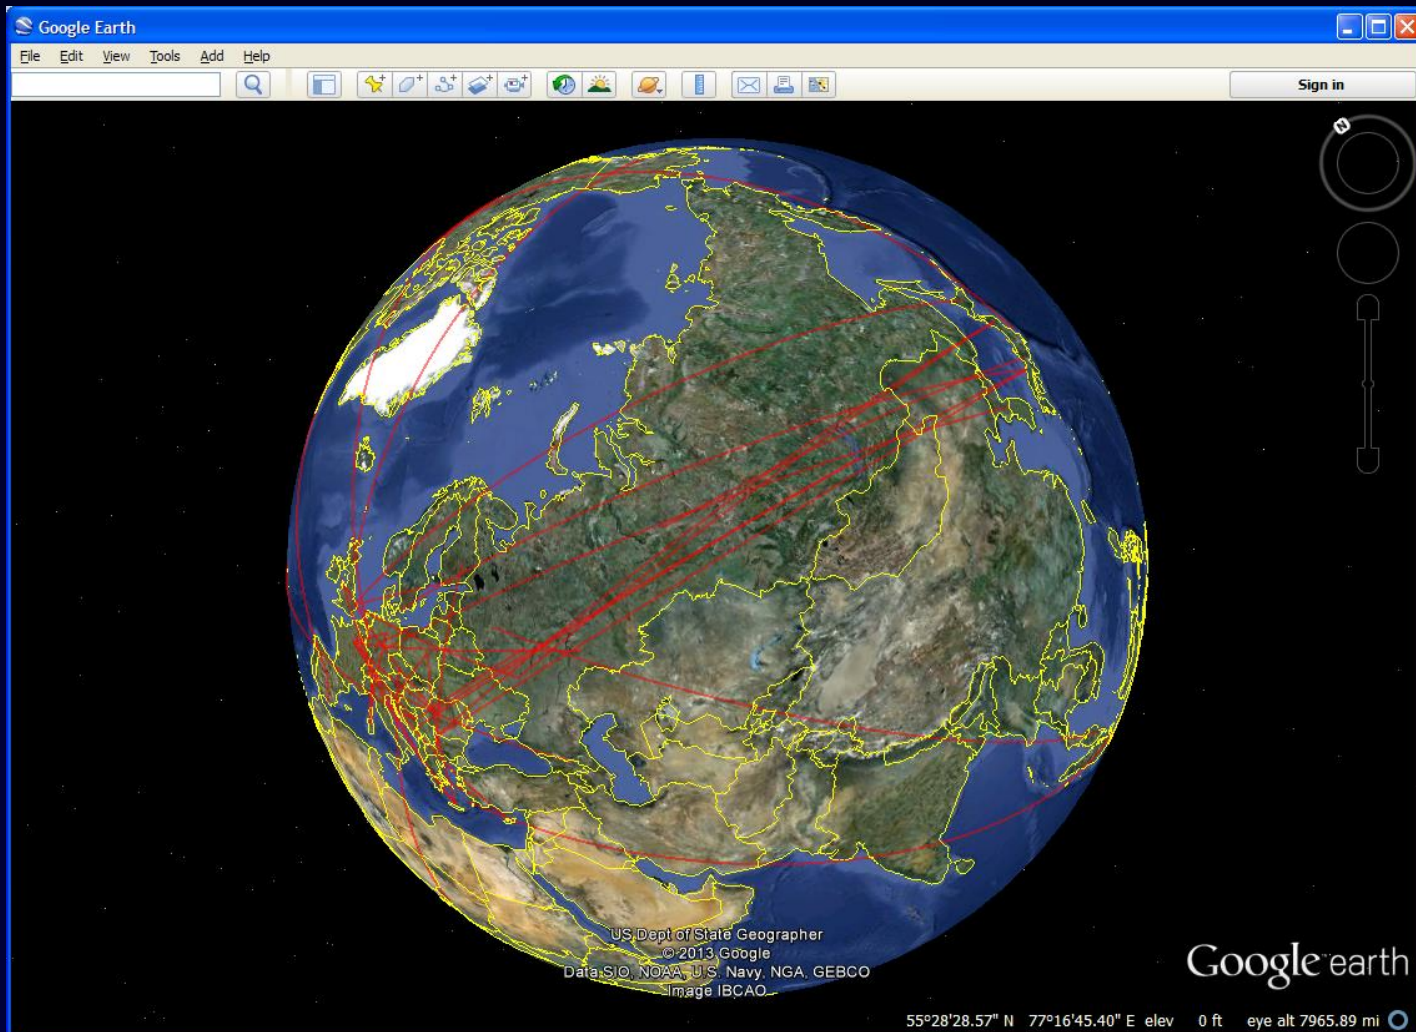 Google Earth
File Edit View Tools Add Help
Sign in
N
US Dept of State Geographer
© 2013 Google
Data SIO, NOAA, U.S. Navy, NGA, GEBCO
Image IBCAO
Google earth
55°28'28.57" N 77°16'45.40" E elev 0 ft eye alt 7965.89 mi